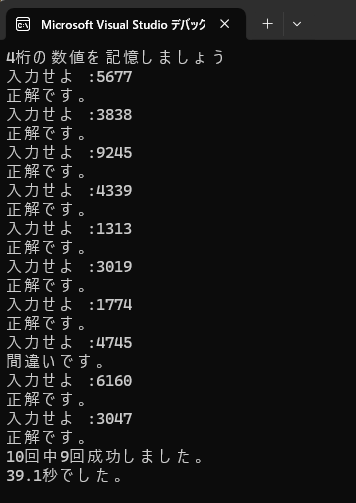 Microsoft Visual Studio デバック
4桁の数値を記憶しましょう
入力せよ :5677
正解です。
入力せよ :3838
正解です。
入力せよ :9245
正解です。
入力せよ :4339
正解です。
入力せよ :1313
正解です。
入力せよ :3019
正解です。
入力せよ :1774
正解です。
入力せよ :4745
間違いです。
入力せよ :6160
正解です。
入力せよ :3047
正解です。
10回中9回成功しました。
39.1秒でした。